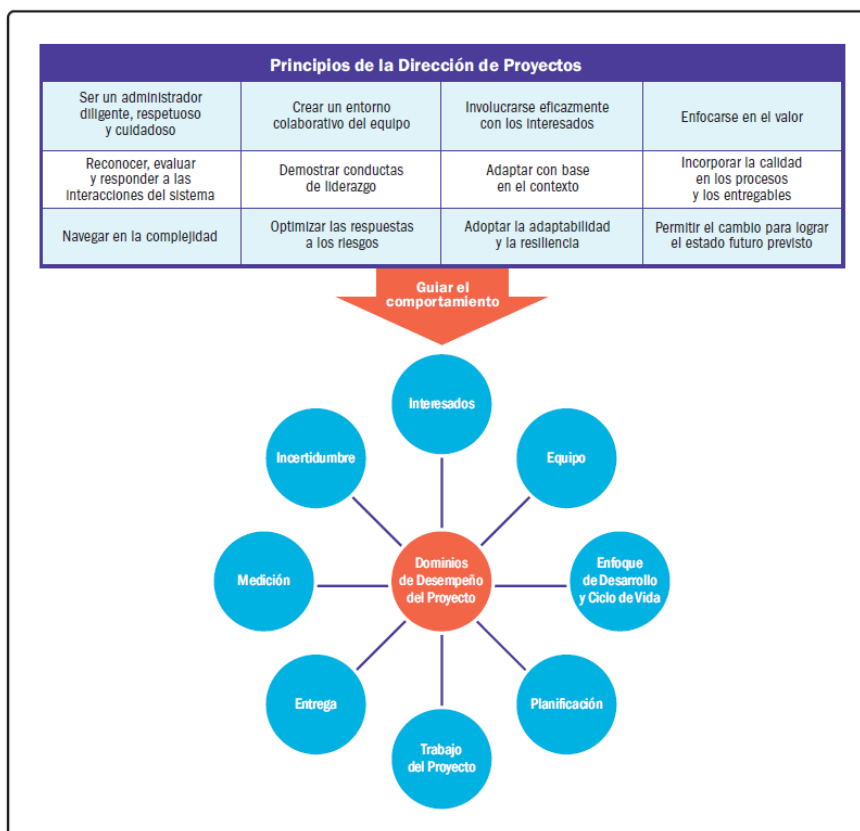 Principios de la Dirección de Proyectos
Ser un administrador
diligente, respetuoso
y cuidadoso
Crear un entorno
colaborativo del equipo
Involucrarse eficazmente
con los interesados
Enfocarse en el valor
Reconocer, evaluar
y responder a las
interacciones del sistema
Demostrar conductas
de liderazgo
Adaptar con base
en el contexto
Incorporar la calidad
en los procesos
y los entregables
Navegar en la complejidad
Optimizar las respuestas
a los riesgos
Adoptar la adaptabilidad
y la resiliencia
Permitir el cambio para lograr
el estado futuro previsto
Guiar el
comportamiento
Interesados
Incertidumbre
Equipo
Medición
Dominios
de Desempeño
del Proyecto
Enfoque
de Desarrollo
y Ciclo de Vida
Entrega
Planificación
Trabajo
del Proyecto